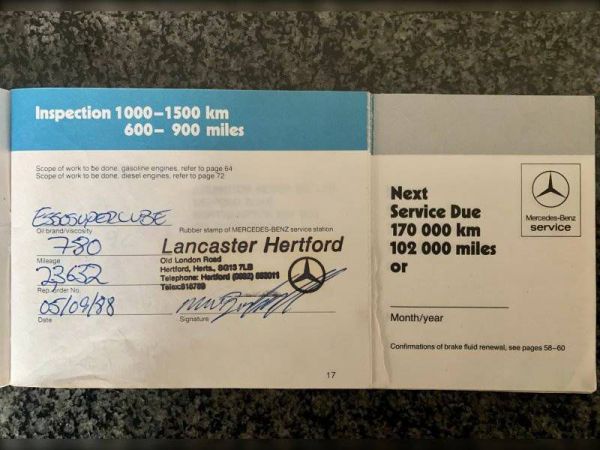 Inspection 1000–1500 km
600– 900 miles
Scope of work to be done, gasoline engines, refer to page 64
Scope of work to be done, diesel engines, refer to page 72
ESSOSUPERLUBE
Oil brand/viscosity
Rubber stamp of MERCEDES-BENZ service station
780
Mileage
23632
Rep. order No.
05/09/88
Date
Lancaster Hertford
Old London Road
Hertford, Herts., SG13 7LB
Telephone: Hertford
Signature
17
Next
Service Due
170 000 km
102 000 miles
or
Month/year
Confirmations of brake fluid renewal, see pages 58–60
Mercedes-Benz
service